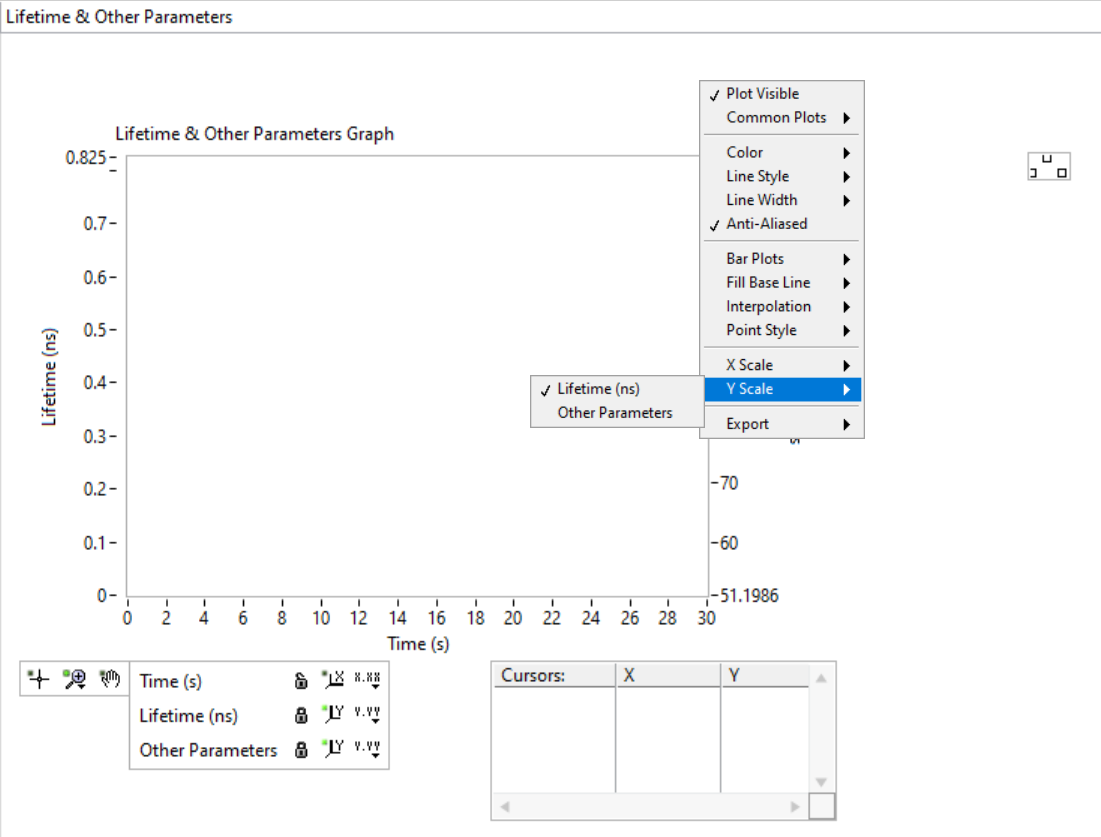 Lifetime & Other Parameters
Plot Visible
Common Plots
Color
Line Style
Line Width
Anti-Aliased
Bar Plots
Fill Base Line
Interpolation
Point Style
X Scale
Y Scale
Export
Lifetime (ns)
Other Parameters
Lifetime & Other Parameters Graph
0.825
0.7
0.6
0.5
0.4
0.3
0.2
0.1
0
Lifetime (ns)
70
60
51.1986
0 2 4 6 8 10 12 14 16 18 20 22 24 26 28 30
Time (s)
Time (s) X X.XX
Lifetime (ns) Y Y.YY
Other Parameters Y Y.YY
Cursors: X Y